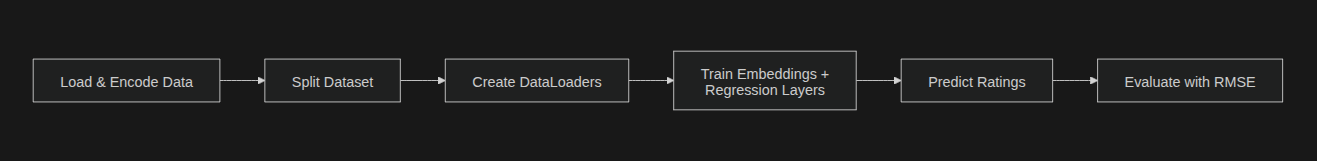 Load & Encode Data
Split Dataset
Create DataLoaders
Train Embeddings +
Regression Layers
Predict Ratings
Evaluate with RMSE